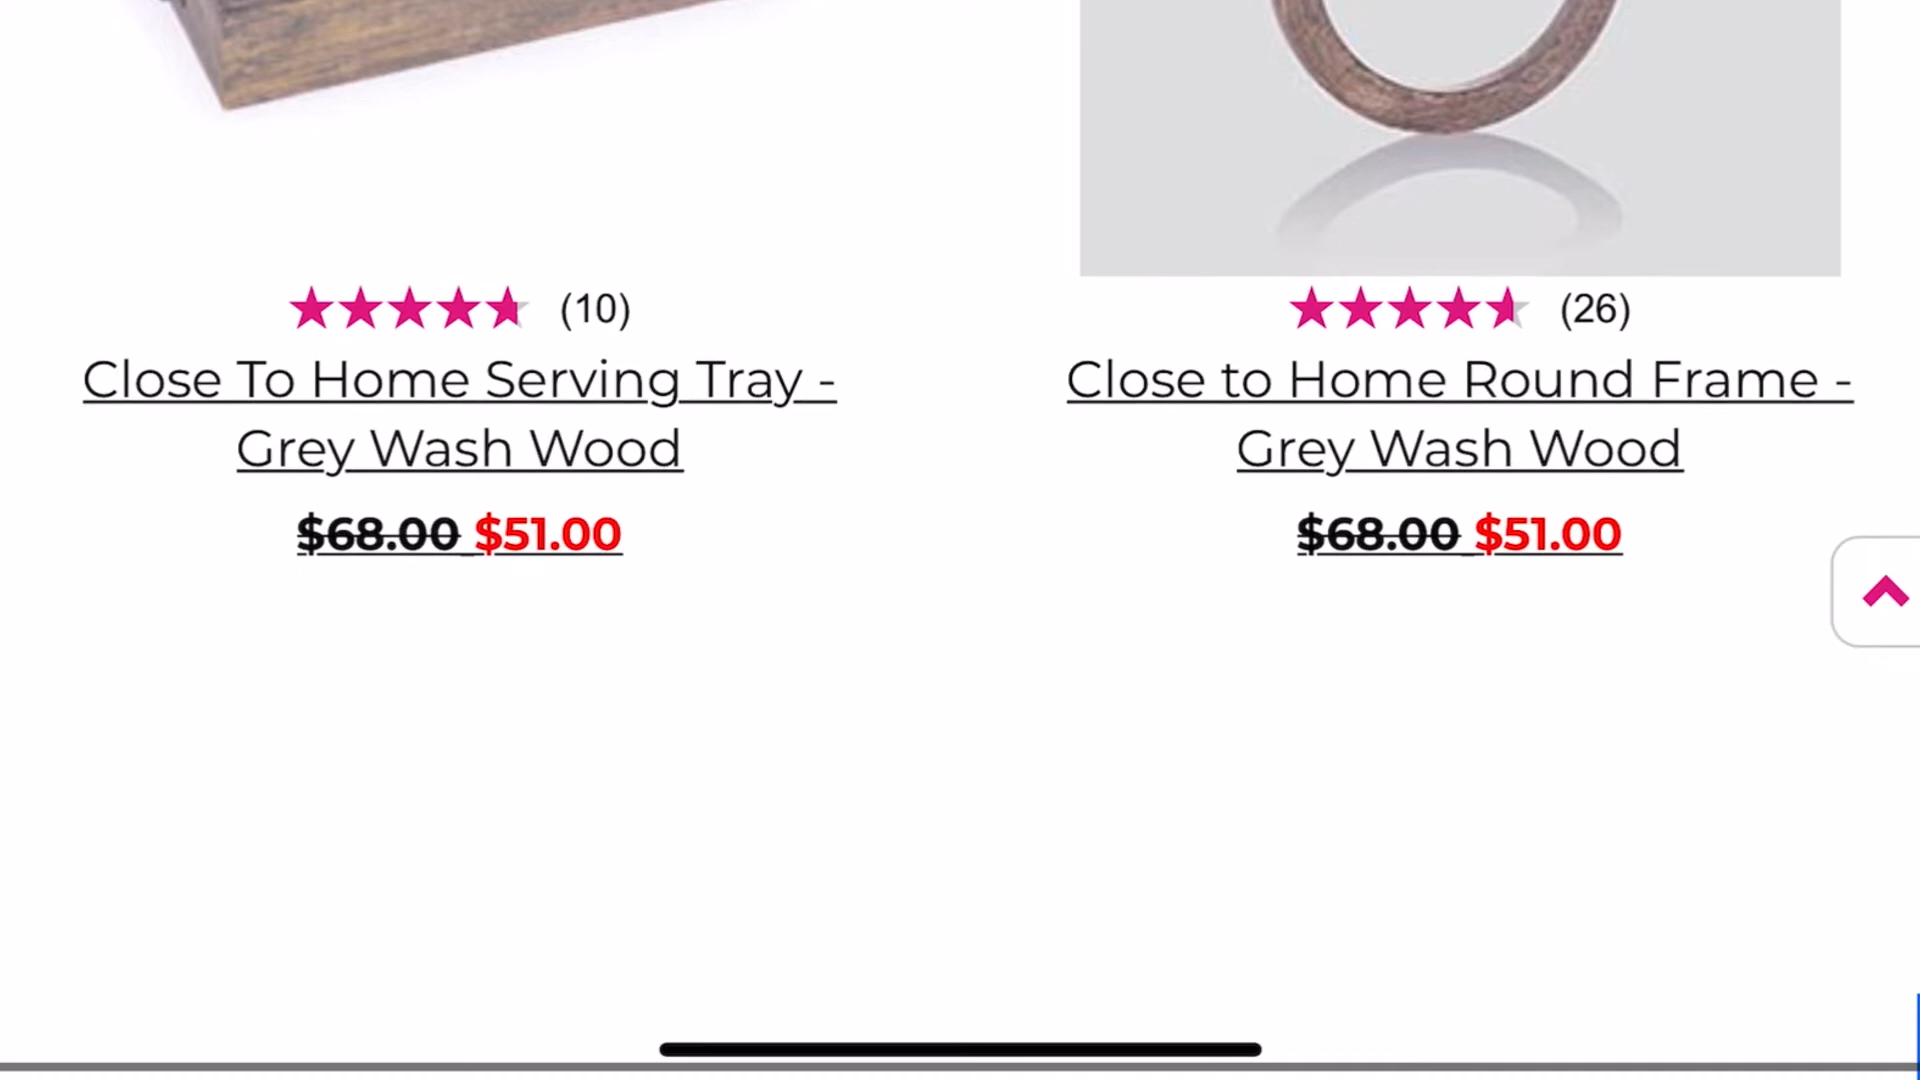 (10)
Close To Home Serving Tray -
Grey Wash Wood
$68.00 $51.00
(26)
Close to Home Round Frame -
Grey Wash Wood
$68.00 $51.00